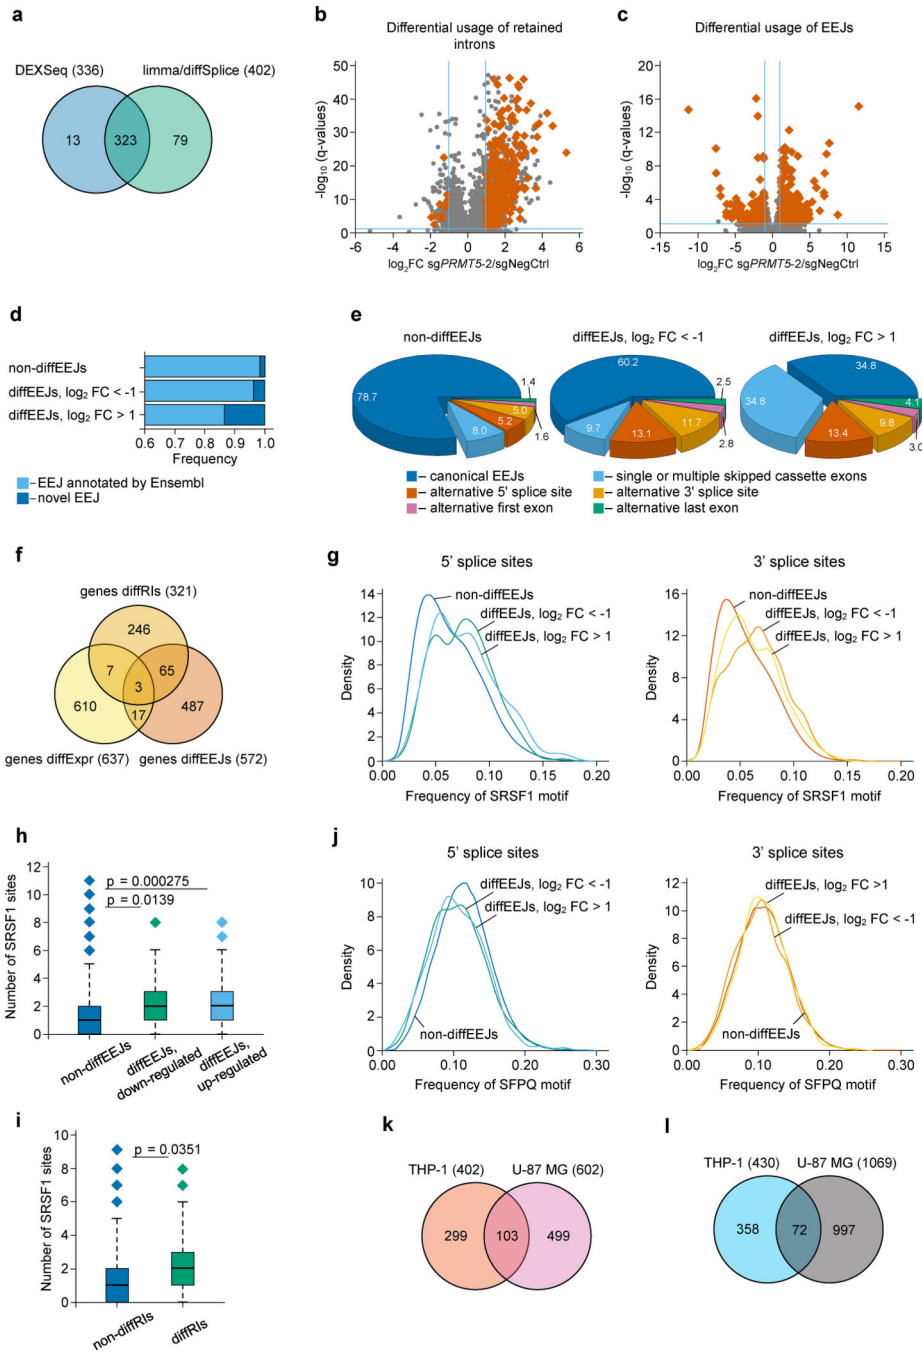 a
DEXSeq (336)
limma/diffSplice (402)
13
323
79
b
Differential usage of retained
introns
-log10 (q-values)
50
40
30
20
10
0
-6
-4
-2
0
2
4
6
log2FC sgPRMT5-2/sgNegCtrl
c
Differential usage of EEJs
-log10 (q-values)
20
16
12
8
4
0
-15
-10
-5
0
5
10
15
log2FC sgPRMT5-2/sgNegCtrl
d
non-diffEEJs
diffEEJs, log2 FC < -1
diffEEJs, log2 FC > 1
0.6 0.7 0.8 0.9 1.0
Frequency
– EEJ annotated by Ensembl
– novel EEJ
e
non-diffEEJs
78.7
8.0
5.2
5.0
1.6
1.4
diffEEJs, log2 FC < -1
60.2
9.7
13.1
11.7
2.8
2.5
diffEEJs, log2 FC > 1
34.8
34.8
13.4
9.8
3.0
4.1
– canonical EEJs
– single or multiple skipped cassette exons
– alternative 5' splice site
– alternative 3' splice site
– alternative first exon
– alternative last exon
f
genes diffRIs (321)
246
7
65
3
610
17
487
genes diffExpr (637)
genes diffEEJs (572)
g
5' splice sites
Density
14
12
10
8
6
4
2
0
0.00 0.05 0.10 0.15 0.20
Frequency of SRSF1 motif
non-diffEEJs
diffEEJs, log2 FC < -1
diffEEJs, log2 FC > 1
3' splice sites
Density
16
12
8
4
0
0.00 0.05 0.10 0.15 0.20
Frequency of SRSF1 motif
non-diffEEJs
diffEEJs, log2 FC < -1
diffEEJs, log2 FC > 1
h
Number of SRSF1 sites
12
10
8
6
4
2
0
p = 0.000275
p = 0.0139
non-diffEEJs
diffEEJs,
down-regulated
diffEEJs,
up-regulated
j
5' splice sites
Density
10
8
6
4
2
0
0.00 0.10 0.20 0.30
Frequency of SFPQ motif
diffEEJs, log2 FC < -1
diffEEJs, log2 FC > 1
non-diffEEJs
3' splice sites
Density
12
10
8
6
4
2
0
0.00 0.10 0.20 0.30
Frequency of SFPQ motif
diffEEJs, log2 FC >1
diffEEJs, log2 FC < -1
non-diffEEJs
i
Number of SRSF1 sites
10
8
6
4
2
0
p = 0.0351
non-diffRIs
diffRIs
k
THP-1 (402)
U-87 MG (602)
299
103
499
l
THP-1 (430)
U-87 MG (1069)
358
72
997